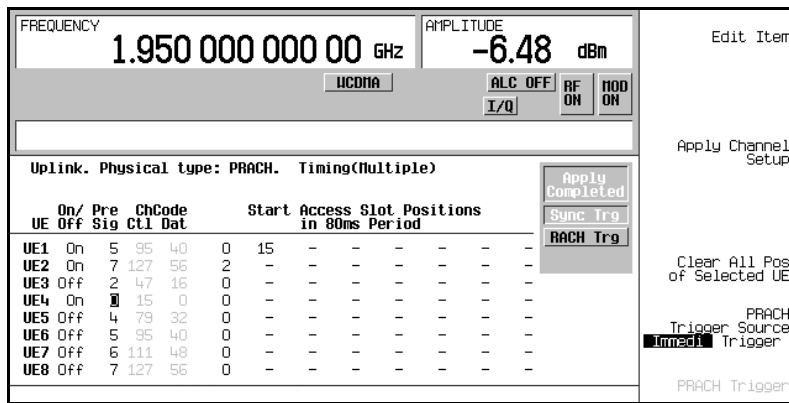 FREQUENCY
1.950 000 000 00 GHz
AMPLITUDE
-6.48 dBm
WCDMA
ALC OFF
I/Q
RF ON
MOD ON
Edit Item
Apply Channel Setup
Clear All Pos of Selected UE
PRACH Trigger Source
Immedi Trigger
PRACH Trigger
Uplink. Physical type: PRACH. Timing(Multiple)
Apply Completed
Sync Trg
RACH Trg
On/ Pre ChCode Start Access Slot Positions
UE Off Sig Ctl Dat in 80ms Period
UE1 On 5 95 40 0 15 - - - - - -
UE2 On 7 127 56 2 - - - - - - -
UE3 Off 2 47 16 0 - - - - - - -
UE4 On 0 15 0 0 - - - - - - -
UE5 Off 4 79 32 0 - - - - - - -
UE6 Off 5 95 40 0 - - - - - - -
UE7 Off 6 111 48 0 - - - - - - -
UE8 Off 7 127 56 0 - - - - - - -